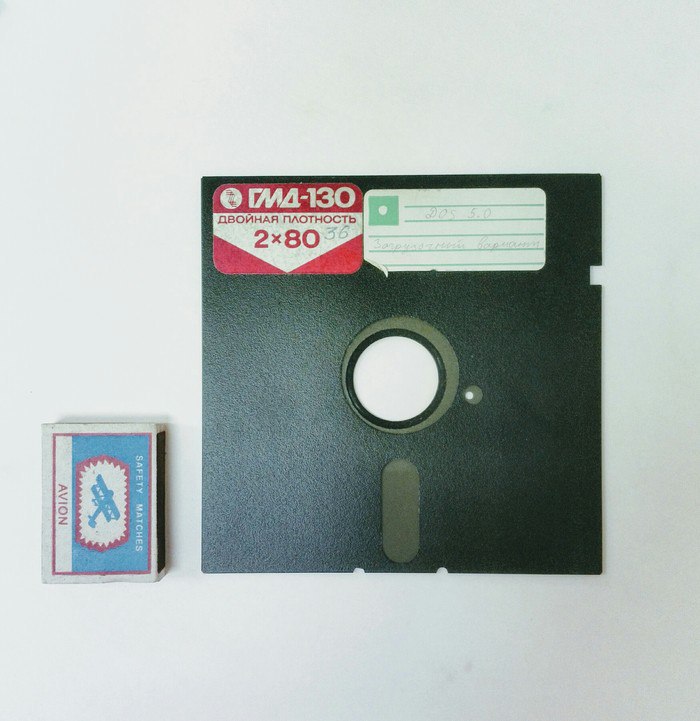 ГМД-130
ДВОЙНАЯ ПЛОТНОСТЬ
2×80
36
DOS 5.0
Загрузочный вариант
SAFETY MATCHES
AVION